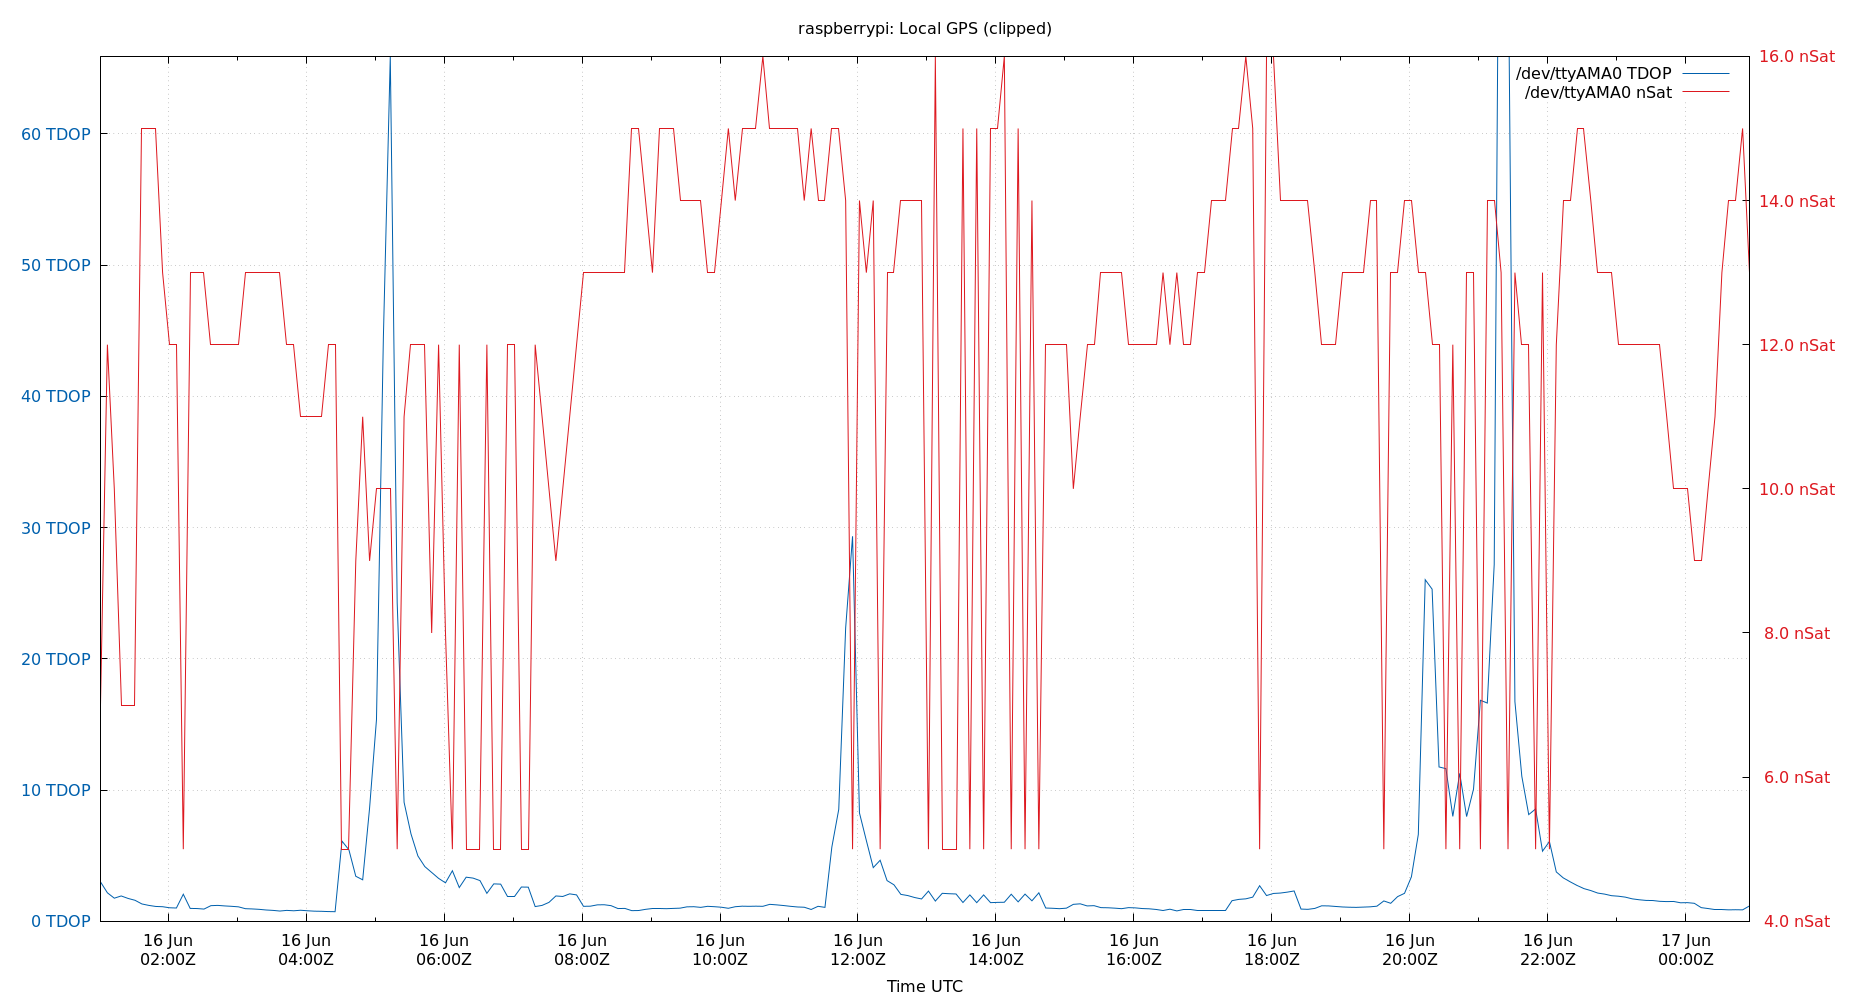 raspberrypi: Local GPS (clipped)
/dev/ttyAMA0 TDOP
/dev/ttyAMA0 nSat
60 TDOP
50 TDOP
40 TDOP
30 TDOP
20 TDOP
10 TDOP
0 TDOP
16.0 nSat
14.0 nSat
12.0 nSat
10.0 nSat
8.0 nSat
6.0 nSat
4.0 nSat
16 Jun
02:00Z
16 Jun
04:00Z
16 Jun
06:00Z
16 Jun
08:00Z
16 Jun
10:00Z
16 Jun
12:00Z
16 Jun
14:00Z
16 Jun
16:00Z
16 Jun
18:00Z
16 Jun
20:00Z
16 Jun
22:00Z
17 Jun
00:00Z
Time UTC